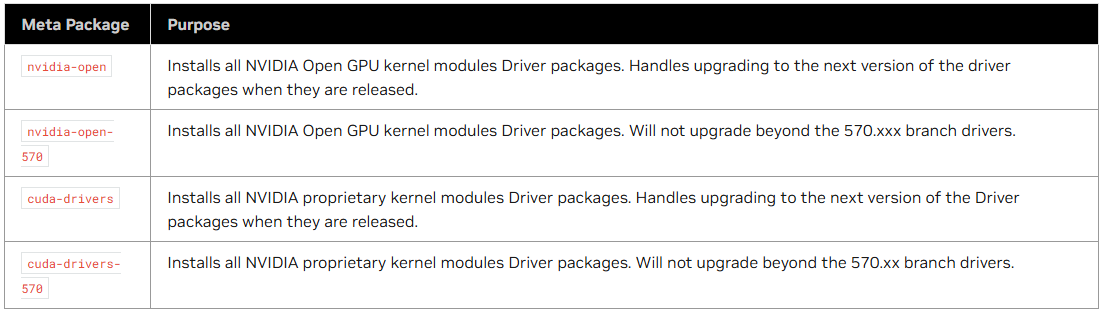 Meta Package Purpose
nvidia-open Installs all NVIDIA Open GPU kernel modules Driver packages. Handles upgrading to the next version of the driver
packages when they are released.
nvidia-open- Installs all NVIDIA Open GPU kernel modules Driver packages. Will not upgrade beyond the 570.xxx branch drivers.
570
cuda-drivers Installs all NVIDIA proprietary kernel modules Driver packages. Handles upgrading to the next version of the Driver
packages when they are released.
cuda-drivers- Installs all NVIDIA proprietary kernel modules Driver packages. Will not upgrade beyond the 570.xx branch drivers.
570